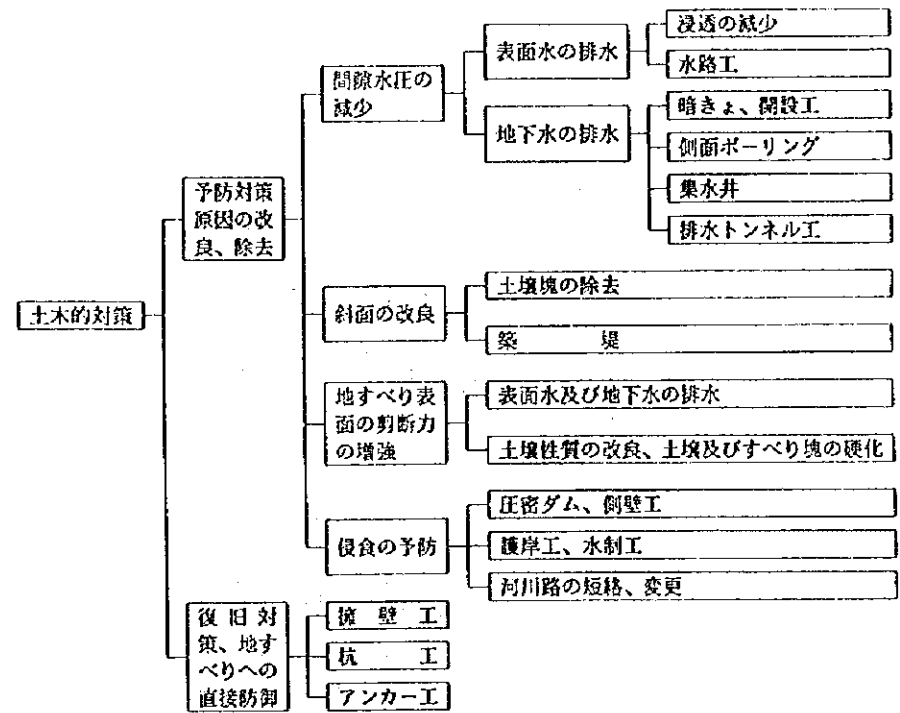 土木的対策
予防対策
原因の改
良、除去
間隙水圧の
減少
表面水の排水
浸透の減少
水路工
地下水の排水
暗きょ、開設工
側面ボーリング
集水井
排水トンネル工
斜面の改良
土壌塊の除去
築 堤
地すべり表
面の剪断力
の増強
表面水及び地下水の排水
土壌性質の改良、土壌及びすべり塊の硬化
侵食の予防
圧密ダム、側壁工
護岸工、水制工
河川路の短絡、変更
復旧対
策、地す
べりへの
直接防御
擁壁工
杭工
アンカー工